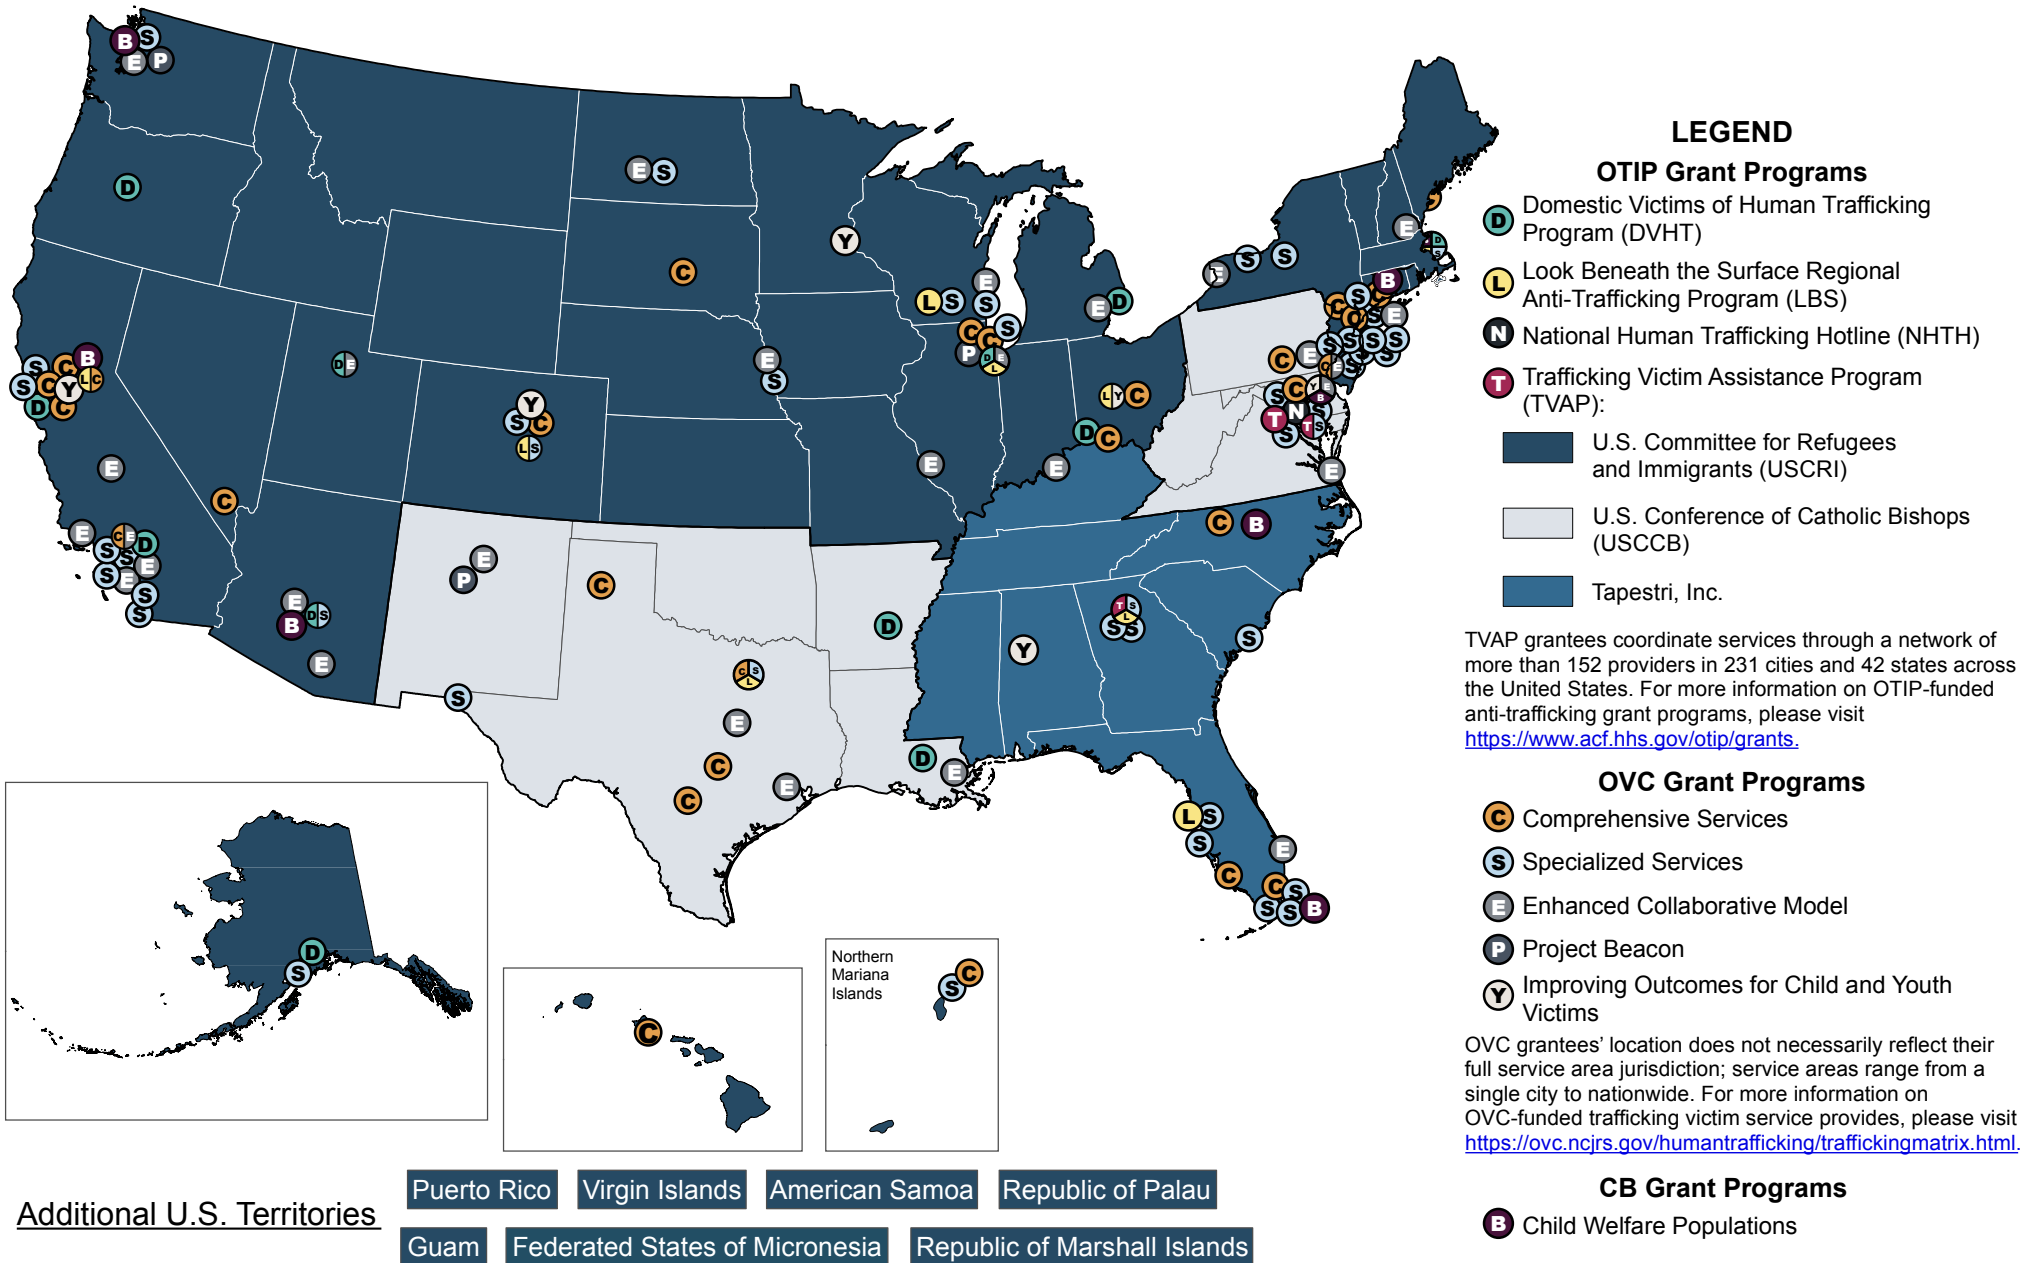 LEGEND
OTIP Grant Programs
D Domestic Victims of Human Trafficking
Program (DVHT)
L Look Beneath the Surface Regional
Anti-Trafficking Program (LBS)
N National Human Trafficking Hotline (NHTH)
T Trafficking Victim Assistance Program
(TVAP):
U.S. Committee for Refugees
and Immigrants (USCRI)
U.S. Conference of Catholic Bishops
(USCCB)
Tapestri, Inc.
TVAP grantees coordinate services through a network of
more than 152 providers in 231 cities and 42 states across
the United States. For more information on OTIP-funded
anti-trafficking grant programs, please visit
https://www.acf.hhs.gov/otip/grants.
OVC Grant Programs
C Comprehensive Services
S Specialized Services
E Enhanced Collaborative Model
P Project Beacon
Y Improving Outcomes for Child and Youth
Victims
OVC grantees’ location does not necessarily reflect their
full service area jurisdiction; service areas range from a
single city to nationwide. For more information on
OVC-funded trafficking victim service provides, please visit
https://ovc.ncjrs.gov/humantrafficking/traffickingmatrix.html.
CB Grant Programs
B Child Welfare Populations
Northern
Mariana
Islands
Additional U.S. Territories
Puerto Rico
Virgin Islands
American Samoa
Republic of Palau
Guam
Federated States of Micronesia
Republic of Marshall Islands